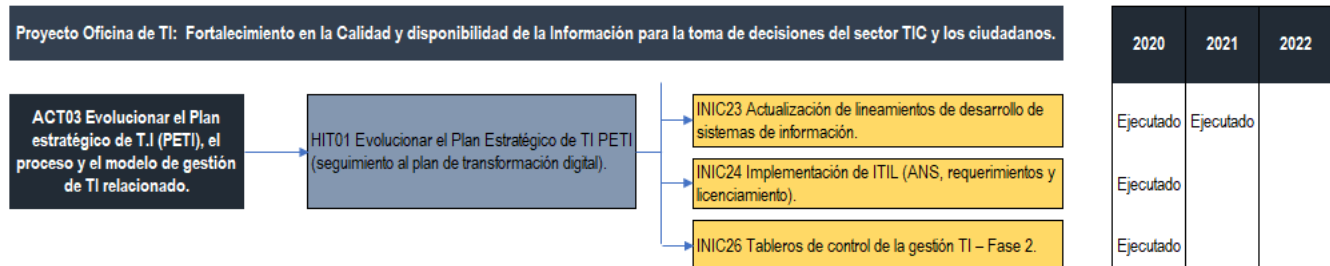 Proyecto Oficina de TI: Fortalecimiento en la Calidad y disponibilidad de la Información para la toma de decisiones del sector TIC y los ciudadanos.
2020 2021 2022
ACT03 Evolucionar el Plan
estratégico de T.I (PETI), el
proceso y el modelo de gestión
de TI relacionado.
HIT01 Evolucionar el Plan Estratégico de TI PETI
(seguimiento al plan de transformación digital).
INIC23 Actualización de lineamientos de desarrollo de
sistemas de información.
Ejecutado Ejecutado
INIC24 Implementación de ITIL (ANS, requerimientos y
licenciamiento).
Ejecutado
INIC26 Tableros de control de la gestión TI – Fase 2.
Ejecutado